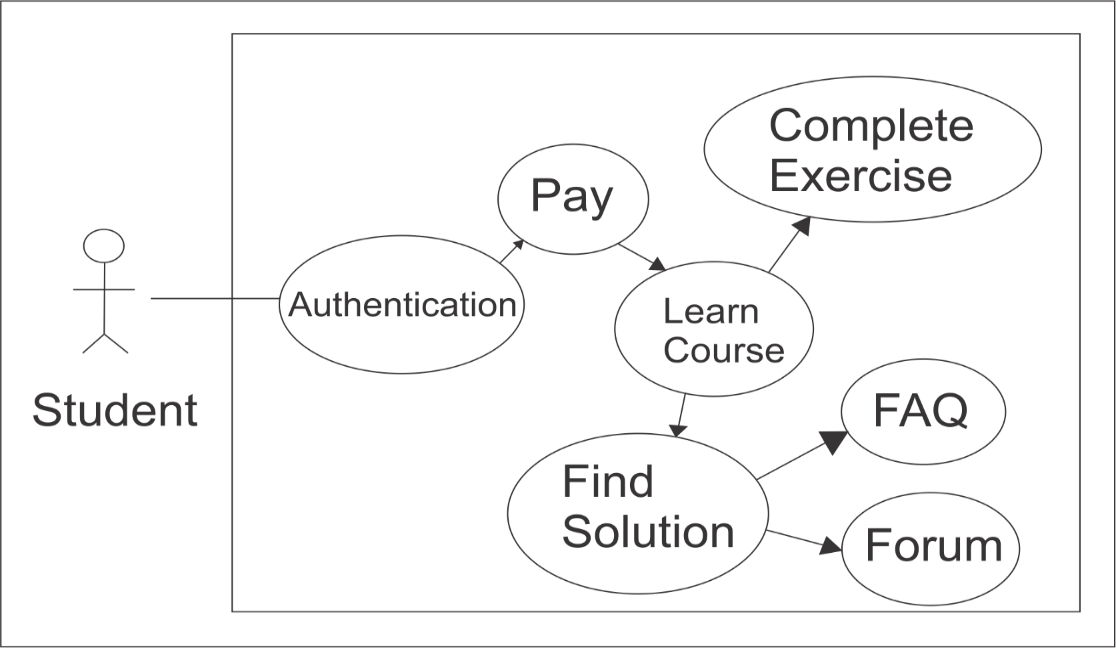 Complete
Exercise
Pay
Authentication
Learn
Course
Student
FAQ
Find
Solution
Forum